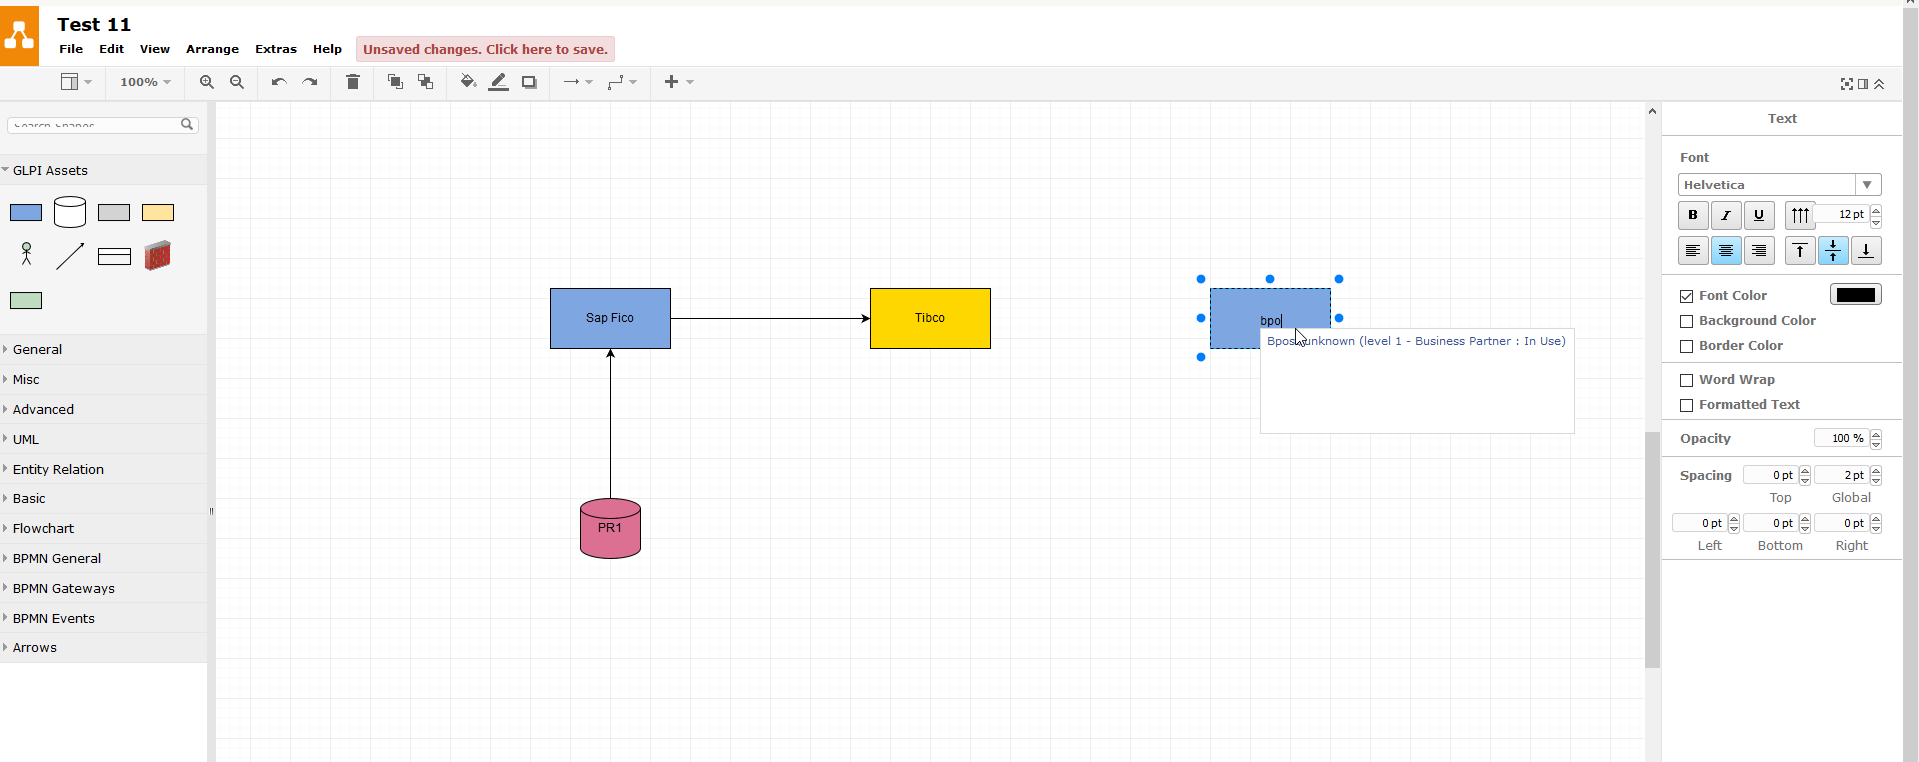 Test 11
File Edit View Arrange Extras Help Unsaved changes. Click here to save.
100%
Search Shapes
GLPI Assets
General
Misc
Advanced
UML
Entity Relation
Basic
Flowchart
BPMN General
BPMN Gateways
BPMN Events
Arrows
Sap Fico
Tibco
bpo
unknown (level 1 - Business Partner : In Use)
PR1
Text
Font
Helvetica
B I U 12 pt
Font Color
Background Color
Border Color
Word Wrap
Formatted Text
Opacity 100 %
Spacing 0 pt 2 pt
Top Global
0 pt 0 pt 0 pt
Left Bottom Right